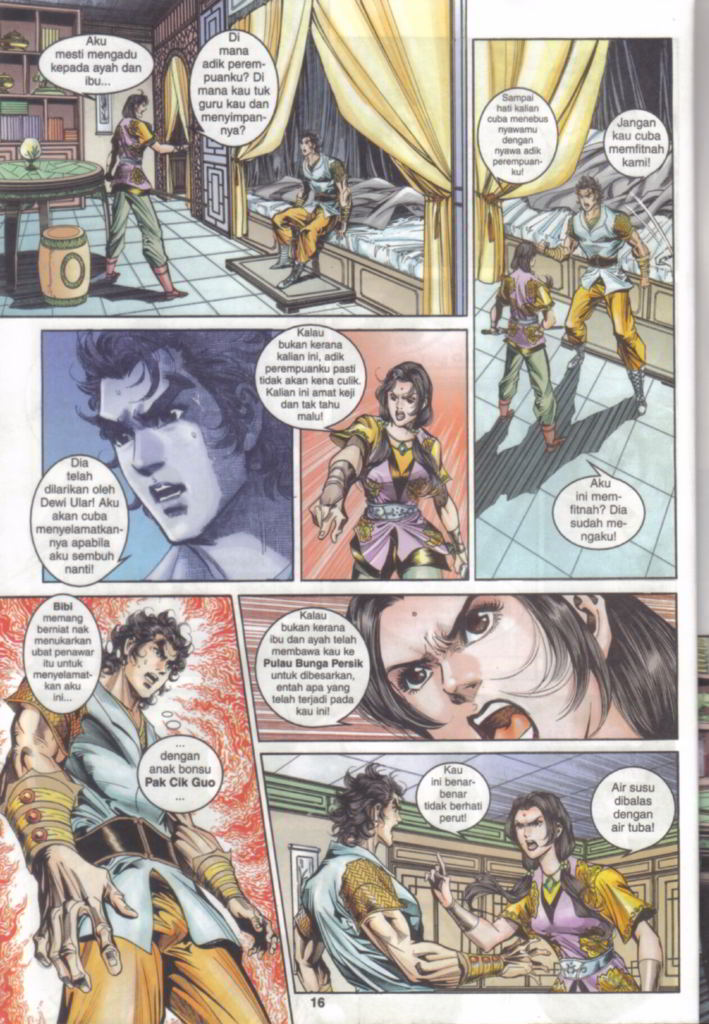 Aku
mesti mengadu
kepada ayah dan
ibu...
Di
mana
adik perem-
puanku? Di
mana kau tuk
guru kau dan
menyimpan-
nya?
Sampai
hati kalian
cuba menebus
nyawamu
dengan
nyawa adik
perempuan-
ku!
Jangan
kau cuba
memfitnah
kami!
Aku
ini mem-
fitnah? Dia
sudah me-
ngaku!
Dia
telah
dilarikan oleh
Dewi Ular! Aku
akan cuba
menyelamatkan-
nya apabila
aku sembuh
nanti!
Kalau
bukan kerana
kalian ini, adik
perempuanku pasti
tidak akan kena culik.
Kalian ini amat keji
dan tak tahu
malu!
Bibi
memang
berniat nak
menukarkan
ubat penawar
itu untuk
menyelamat-
kan aku
ini...
...
dengan
anak bonsu
Pak Cik Guo
...
Kalau
bukan kerana
ibu dan ayah telah
membawa kau ke
Pulau Bunga Persik
untuk dibesarkan,
entah apa yang
telah terjadi pada
kau ini!
Kau
ini benar-
benar
tidak berhati
perut!
Air susu
dibalas
dengan
air tuba!
16